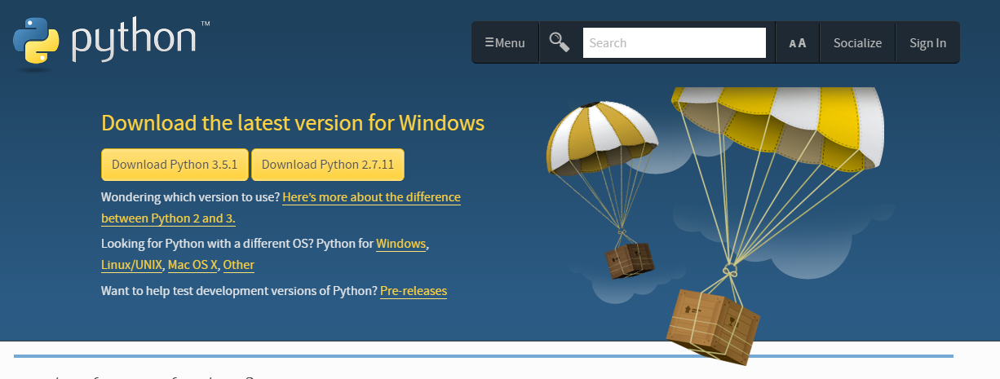 python™
☰Menu
Search
A A
Socialize
Sign In
Download the latest version for Windows
Download Python 3.5.1
Download Python 2.7.11
Wondering which version to use? Here's more about the difference
between Python 2 and 3.
Looking for Python with a different OS? Python for Windows,
Linux/UNIX, Mac OS X, Other
Want to help test development versions of Python? Pre-releases